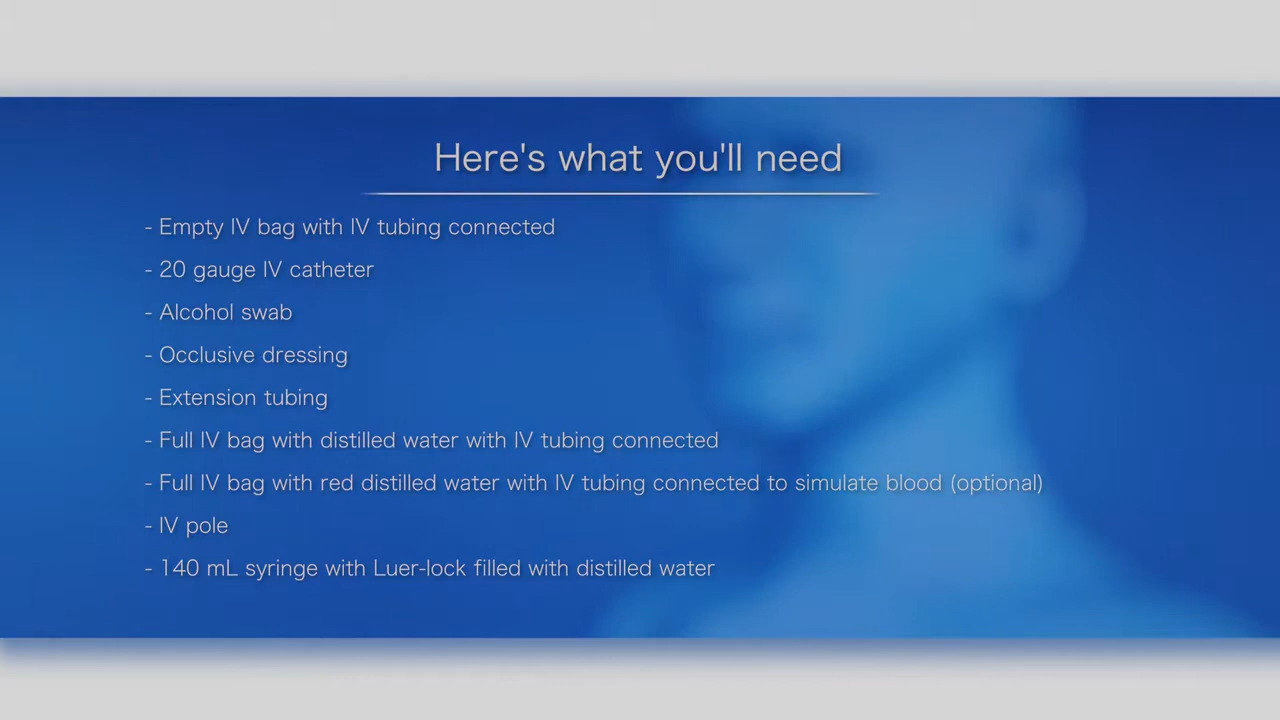 Here's what you'll need
- Empty IV bag with IV tubing connected
- 20 gauge IV catheter
- Alcohol swab
- Occlusive dressing
- Extension tubing
- Full IV bag with distilled water with IV tubing connected
- Full IV bag with red distilled water with IV tubing connected to simulate blood (optional)
- IV pole
- 140 mL syringe with Luer-lock filled with distilled water